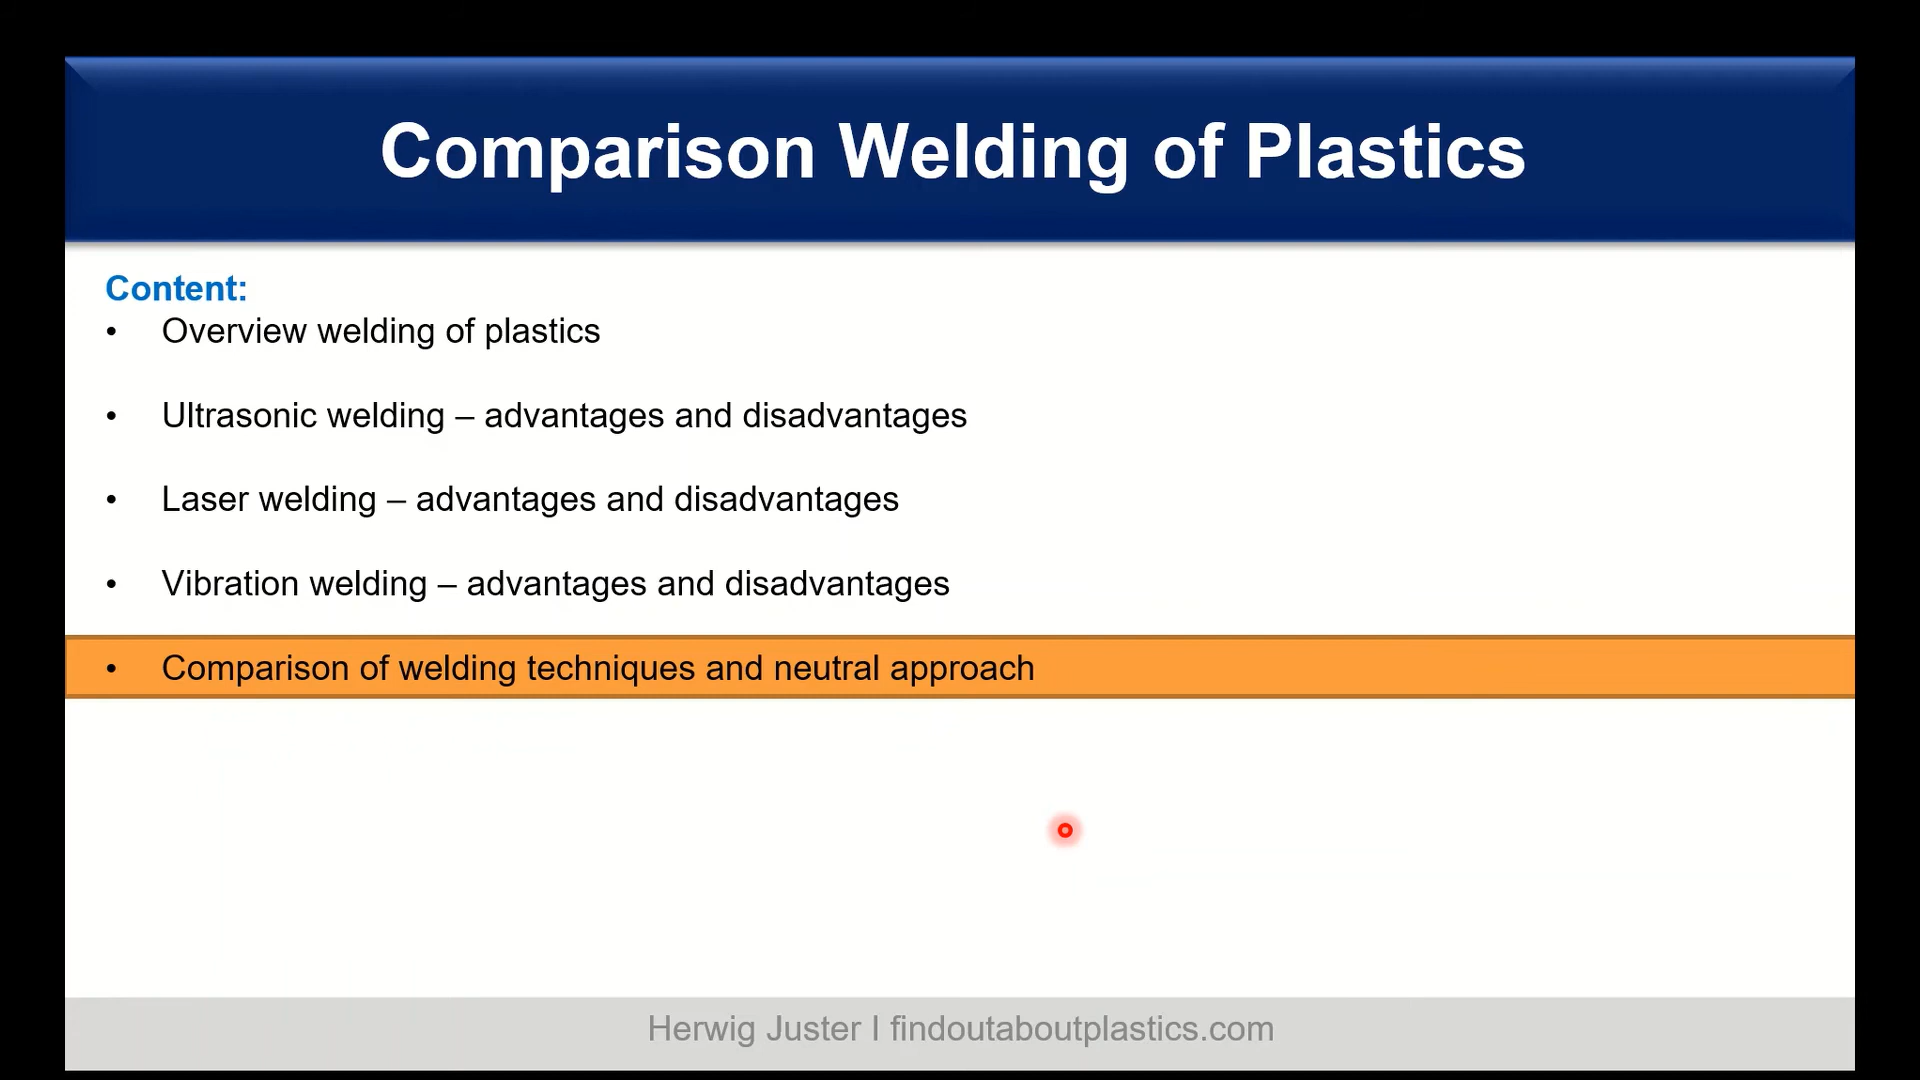 Comparison Welding of Plastics
Content:
• Overview welding of plastics
• Ultrasonic welding – advantages and disadvantages
• Laser welding – advantages and disadvantages
• Vibration welding – advantages and disadvantages
• Comparison of welding techniques and neutral approach
Herwig Juster I findoutaboutplastics.com